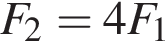 F₂ = 4F₁